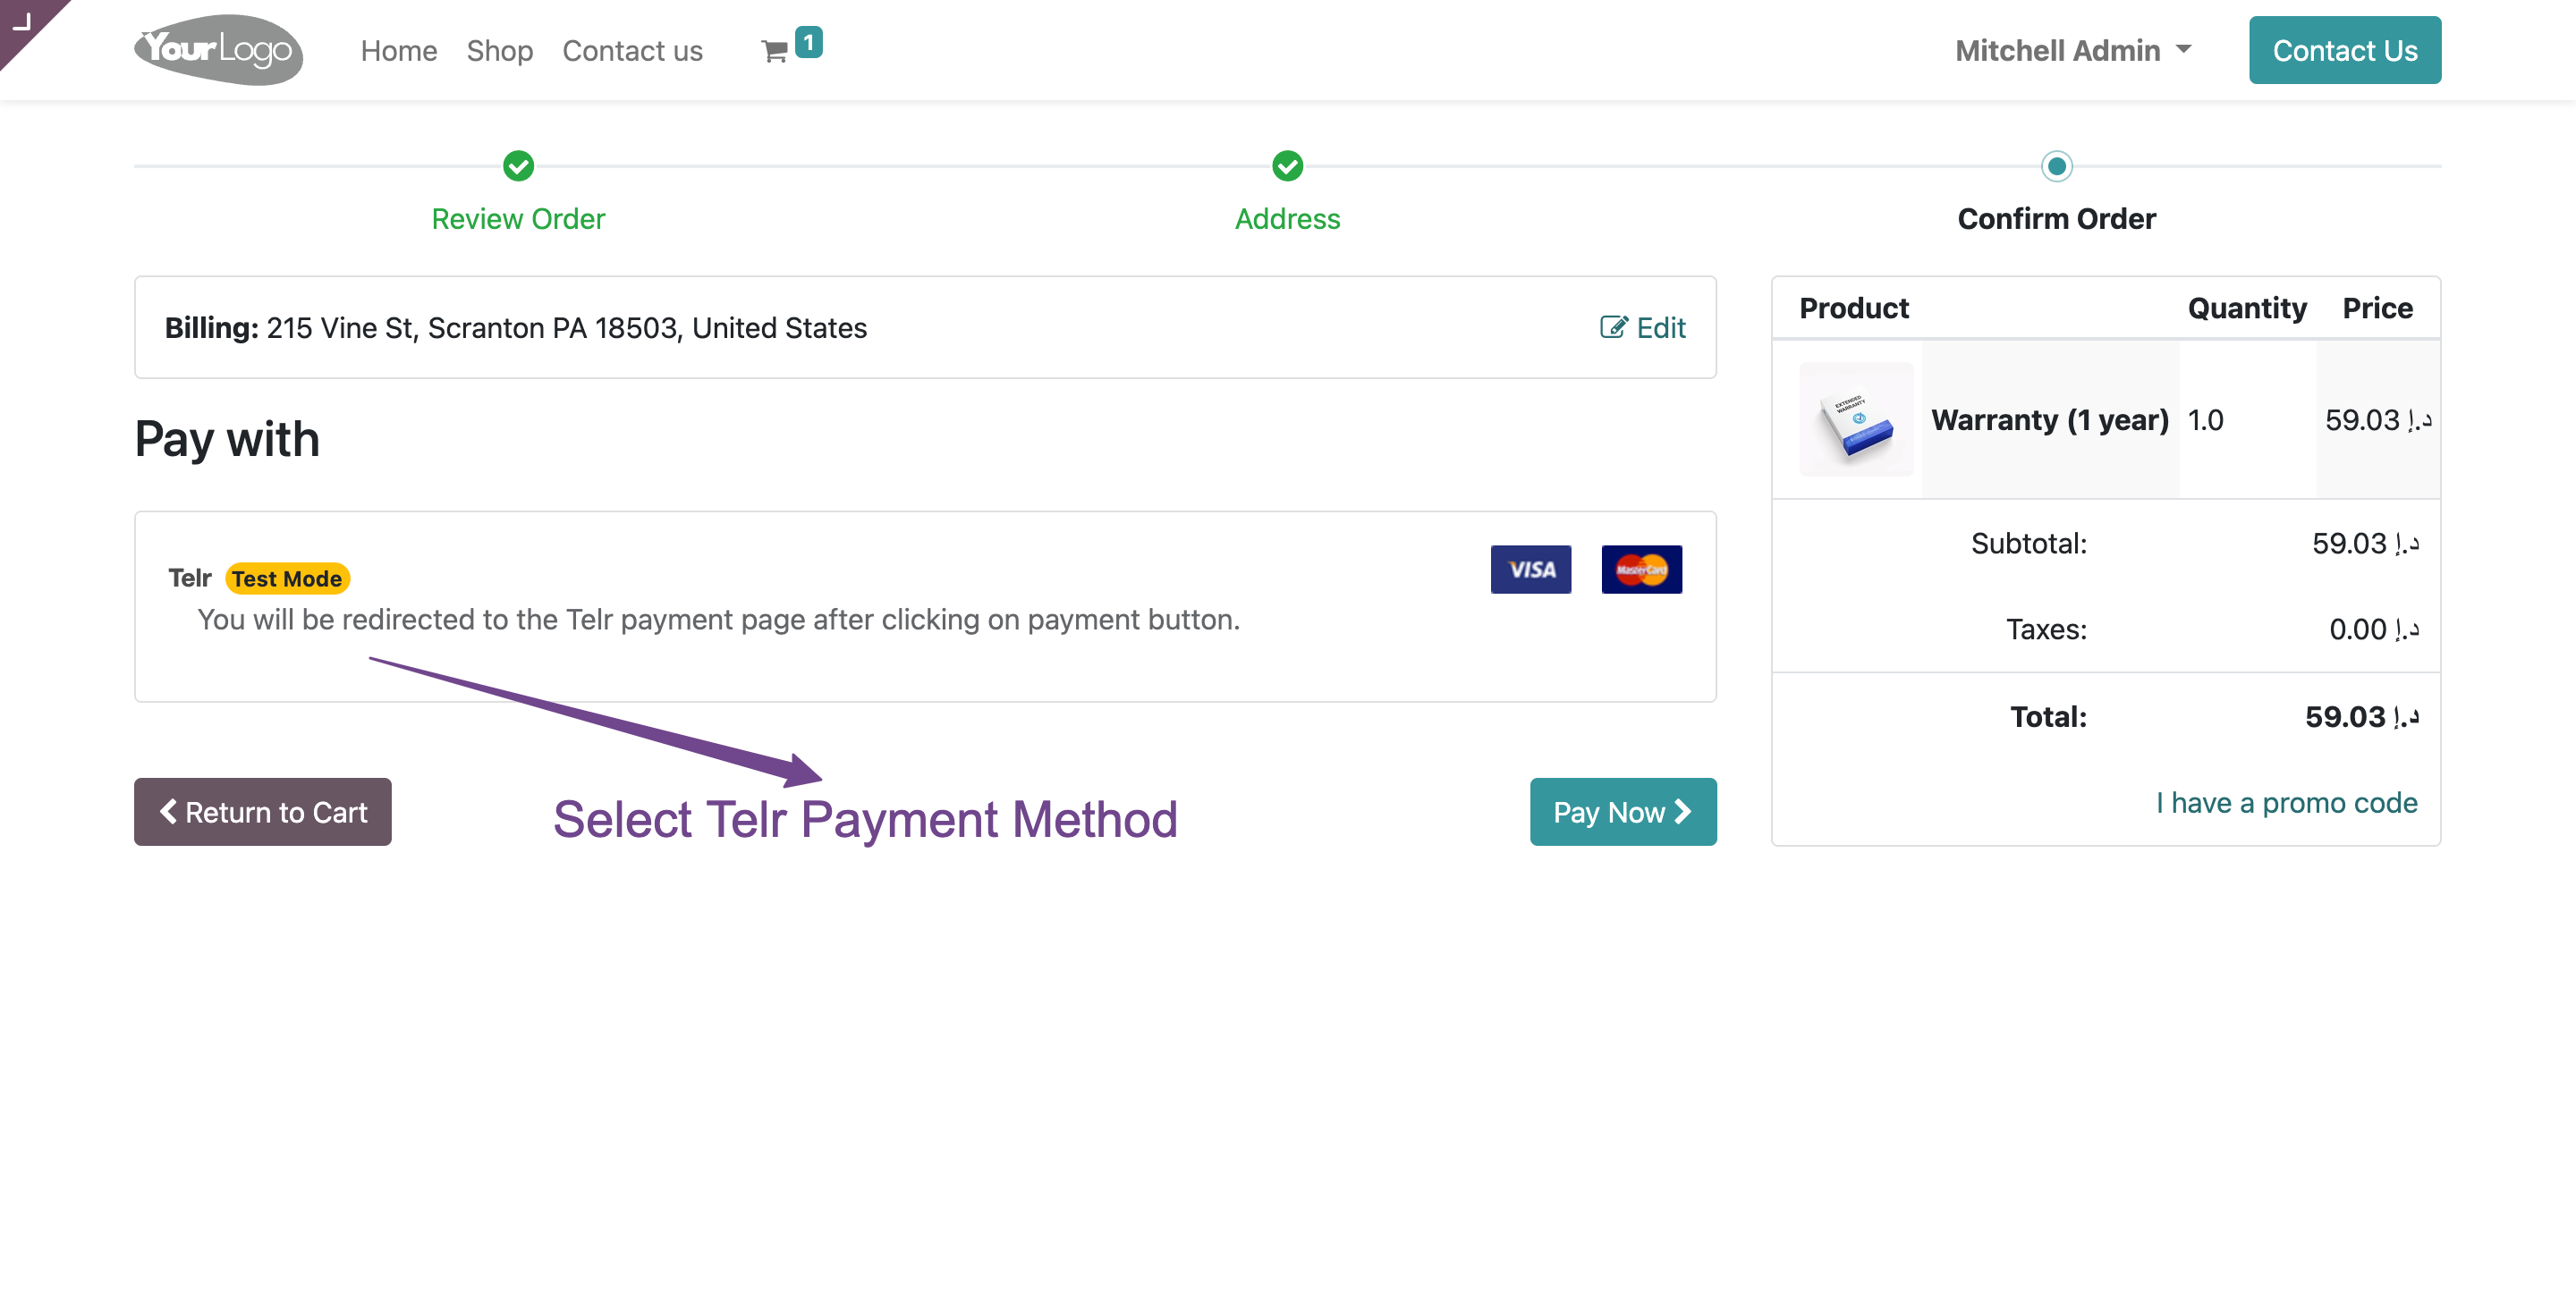 YourLogo
Home Shop Contact us 1
Mitchell Admin
Contact Us
Review Order
Address
Confirm Order
Billing: 215 Vine St, Scranton PA 18503, United States
Edit
Pay with
Telr Test Mode
You will be redirected to the Telr payment page after clicking on payment button.
VISA
MasterCard
Return to Cart
Select Telr Payment Method
Pay Now
Product Quantity Price
EXTENDED
WARRANTY
Warranty (1 year) 1.0 59.03 د.إ
Subtotal: 59.03 د.إ
Taxes: 0.00 د.إ
Total: 59.03 د.إ
I have a promo code